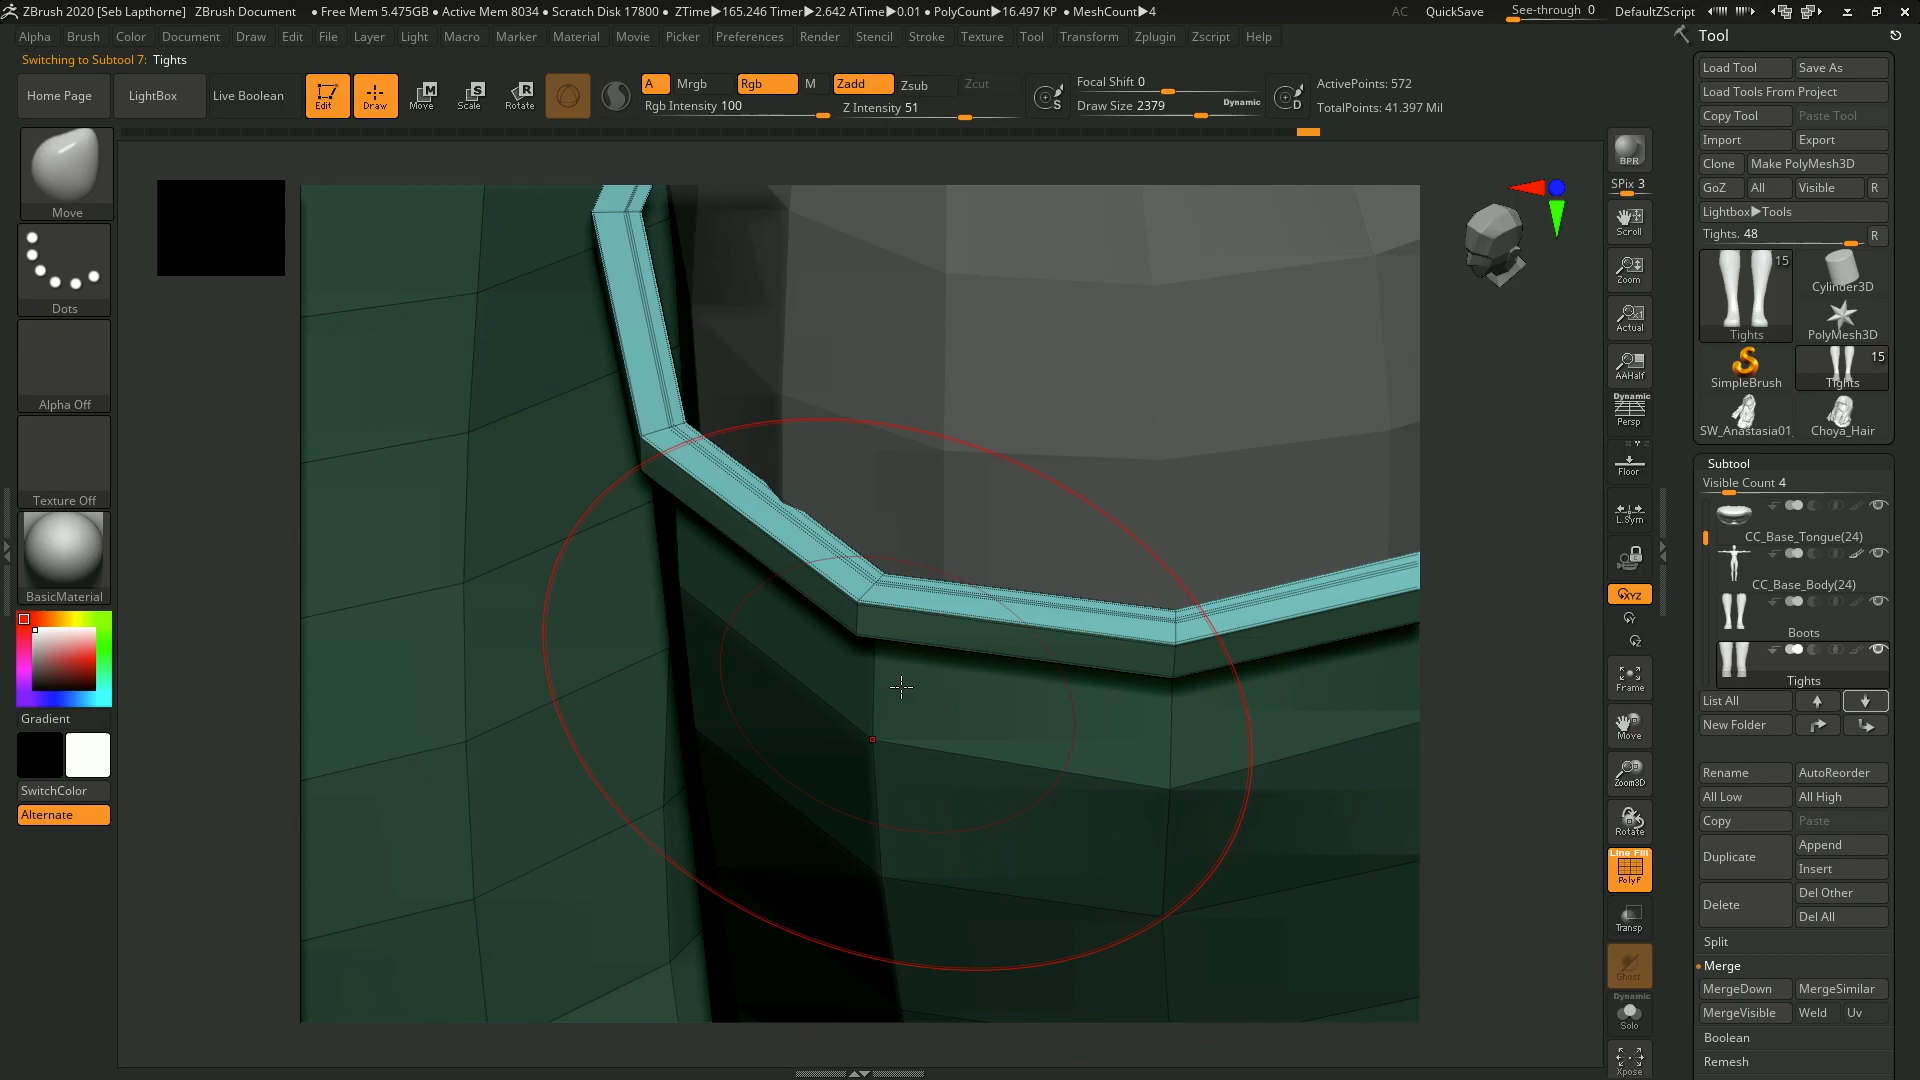 ZBrush 2020 [Seb Lapthorne] ZBrush Document • Free Mem 5.475GB • Active Mem 8034 • Scratch Disk 17800 • ZTime▶165.246 Timer▶2.642 ATime▶0.01 • PolyCount▶16.497 KP • MeshCount▶4 AC QuickSave See-through 0 DefaultZScript
Alpha Brush Color Document Draw Edit File Layer Light Macro Marker Material Movie Picker Preferences Render Stencil Stroke Texture Tool Transform Zplugin Zscript Help
Switching to Subtool 7: Tights
Home Page LightBox Live Boolean Edit Draw Move Scale Rotate
A Mrgb Rgb M Zadd Zsub Zcut
Rgb Intensity 100 Z Intensity 51
Focal Shift 0
Draw Size 2379 Dynamic
ActivePoints: 572
TotalPoints: 41.397 Mil
Move
Dots
Alpha Off
Texture Off
BasicMaterial
Gradient
SwitchColor
Alternate
BPR
SPix 3
Scroll
Zoom
Actual
AAHalf
Dynamic
Persp
Floor
L.Sym
XYZ
Frame
Move
Zoom3D
Rotate
Line Fill
PolyF
Transp
Ghost
Dynamic
Solo
Xpose
Tool
Load Tool Save As
Load Tools From Project
Copy Tool Paste Tool
Import Export
Clone Make PolyMesh3D
GoZ All Visible R
Lightbox▶Tools
Tights. 48 R
15
Tights
Cylinder3D
PolyMesh3D
SimpleBrush
15
Tights
SW_Anastasia01
Choya_Hair
Subtool
Visible Count 4
CC_Base_Tongue(24)
CC_Base_Body(24)
Boots
Tights
List All
New Folder
Rename AutoReorder
All Low All High
Copy Paste
Duplicate Append
Insert
Delete Del Other
Del All
Split
Merge
MergeDown MergeSimilar
MergeVisible Weld Uv
Boolean
Remesh